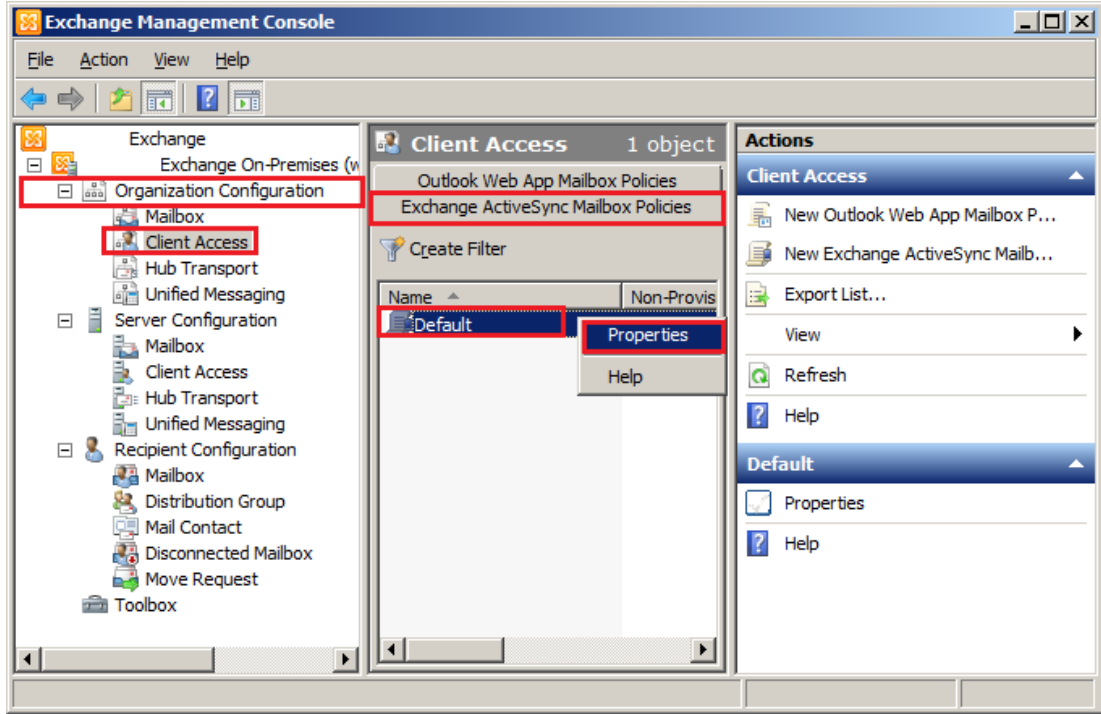 Exchange Management Console
File Action View Help
Exchange
Exchange On-Premises (w
Organization Configuration
Mailbox
Client Access
Hub Transport
Unified Messaging
Server Configuration
Mailbox
Client Access
Hub Transport
Unified Messaging
Recipient Configuration
Mailbox
Distribution Group
Mail Contact
Disconnected Mailbox
Move Request
Toolbox
Client Access 1 object
Outlook Web App Mailbox Policies
Exchange ActiveSync Mailbox Policies
Create Filter
Name Non-Provis
Default
Properties
Help
Actions
Client Access
New Outlook Web App Mailbox P...
New Exchange ActiveSync Mailb...
Export List...
View
Refresh
Help
Default
Properties
Help